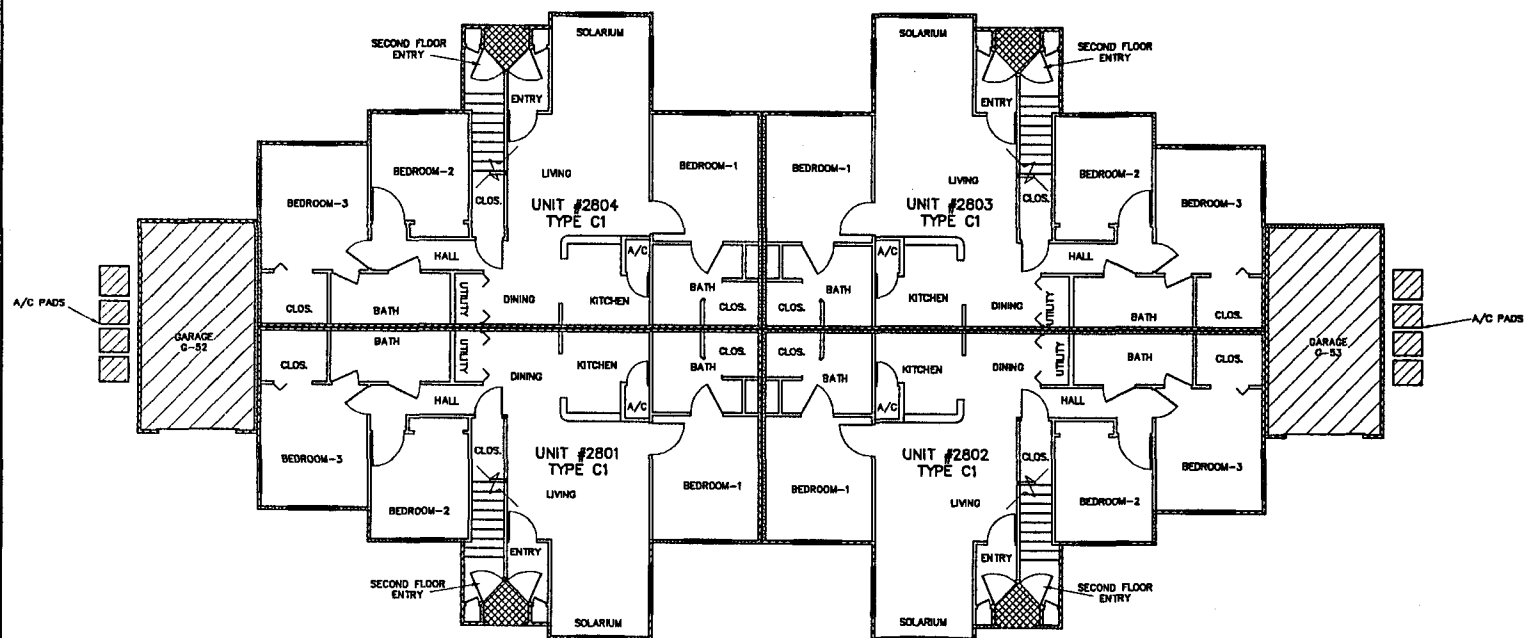 SOLARIUM
SOLARIUM
SECOND FLOOR
ENTRY
SECOND FLOOR
ENTRY
ENTRY
ENTRY
BEDROOM-2
BEDROOM-1
BEDROOM-1
BEDROOM-2
LIVING
LIVING
BEDROOM-3
CLOS.
UNIT #2804
TYPE C1
UNIT #2803
TYPE C1
CLOS.
BEDROOM-3
HALL
A/C
A/C
HALL
A/C PADS
CLOS.
BATH
UTILITY
DINING
KITCHEN
BATH
CLOS.
CLOS.
BATH
KITCHEN
DINING
UTILITY
BATH
CLOS.
A/C PADS
GARAGE
G-52
GARAGE
G-53
CLOS.
BATH
UTILITY
DINING
KITCHEN
BATH
CLOS.
CLOS.
BATH
KITCHEN
DINING
UTILITY
BATH
CLOS.
HALL
A/C
A/C
HALL
BEDROOM-3
CLOS.
UNIT #2801
TYPE C1
UNIT #2802
TYPE C1
CLOS.
BEDROOM-3
BEDROOM-2
LIVING
BEDROOM-1
BEDROOM-1
LIVING
BEDROOM-2
ENTRY
ENTRY
SECOND FLOOR
ENTRY
SECOND FLOOR
ENTRY
SOLARIUM
SOLARIUM